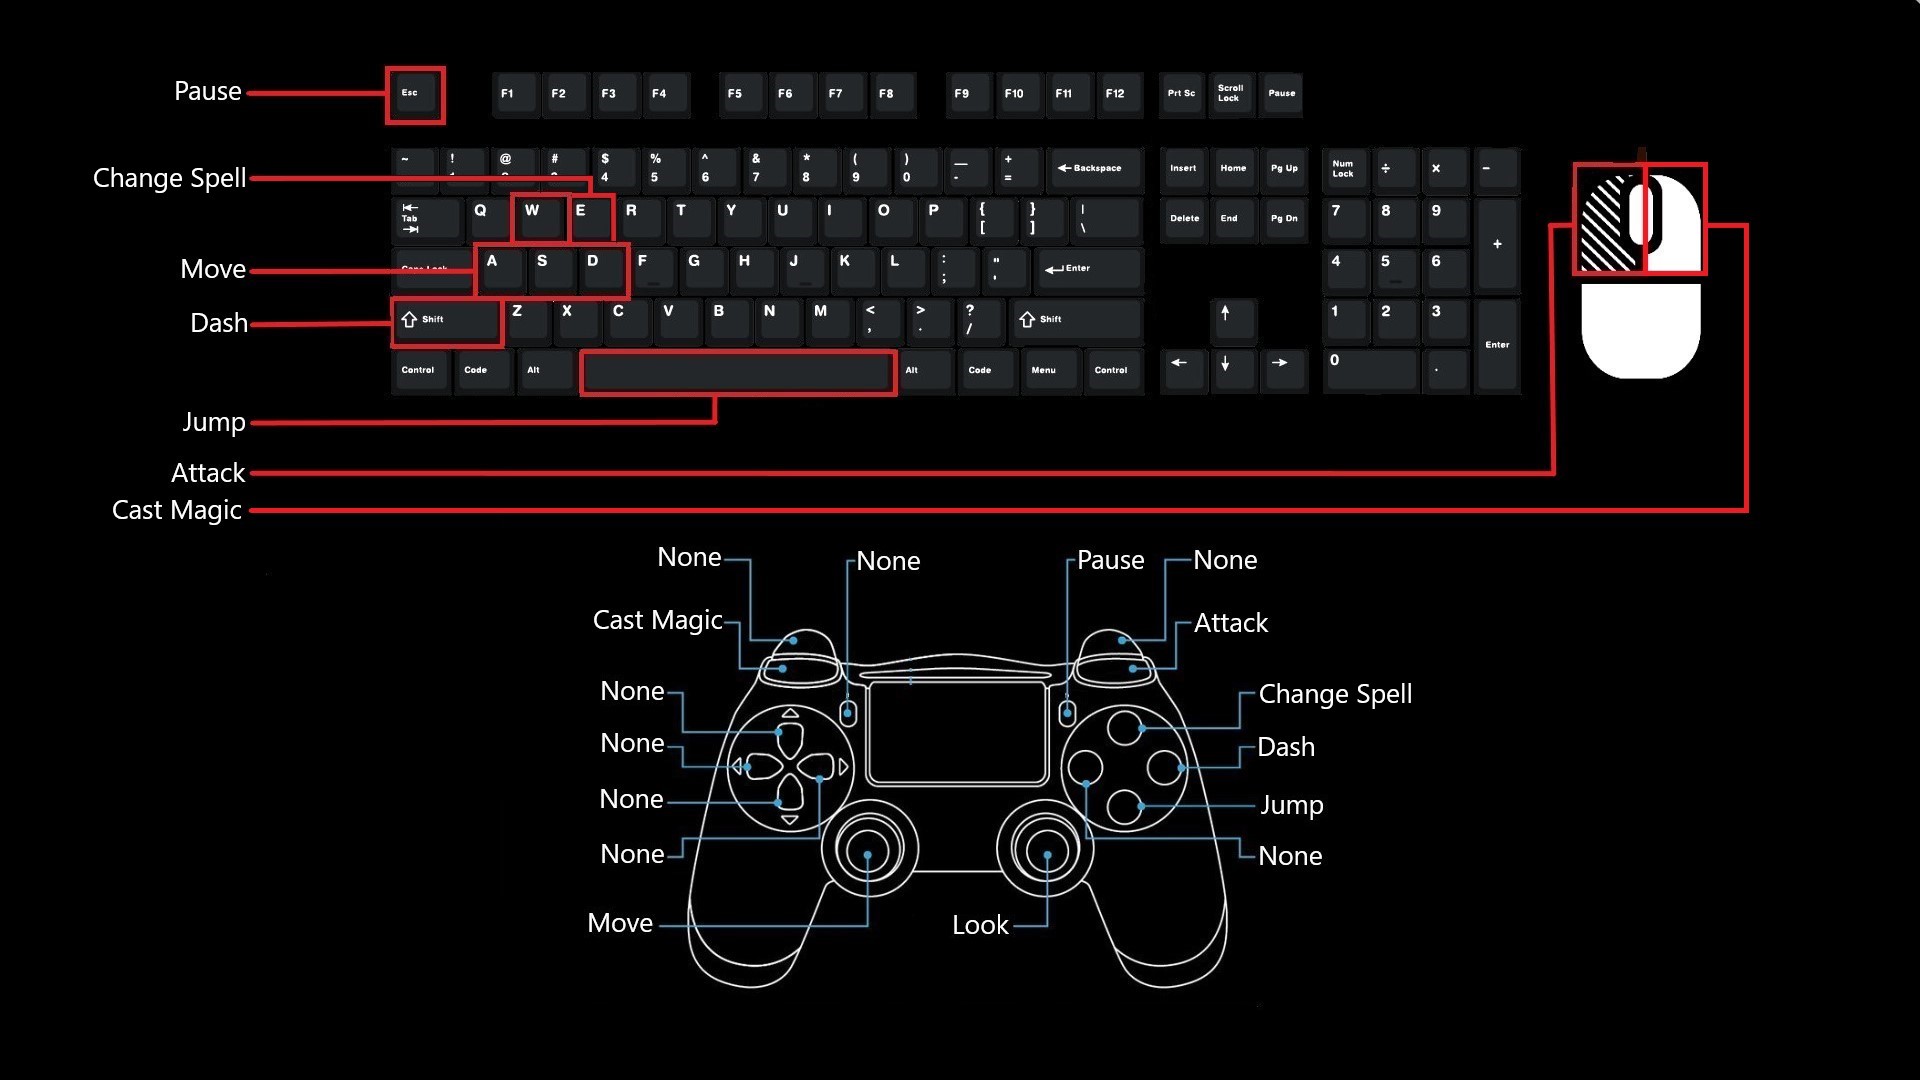 Pause
Esc
F1 F2 F3 F4 F5 F6 F7 F8 F9 F10 F11 F12
Prt Sc
Scroll Lock
Pause
Change Spell
~ ! @ # $ 4 % 5 ^ 6 & 7 * 8 ( 9 ) 0 — - + =
Backspace
Insert Home Pg Up
Num Lock ÷ × −
Tab Q W E R T Y U I O P { [ } ] | \
Delete End Pg Dn
7 8 9 +
Move
A S D F G H J K L : ; " '
Enter
4 5 6
Dash
Shift Z X C V B N M < , > . ? /
Shift
1 2 3 Enter
Control Code Alt
Alt Code Menu Control
0 .
Jump
Attack
Cast Magic
None None Pause None
Cast Magic Attack
None Change Spell
None Dash
None Jump
None None
Move Look